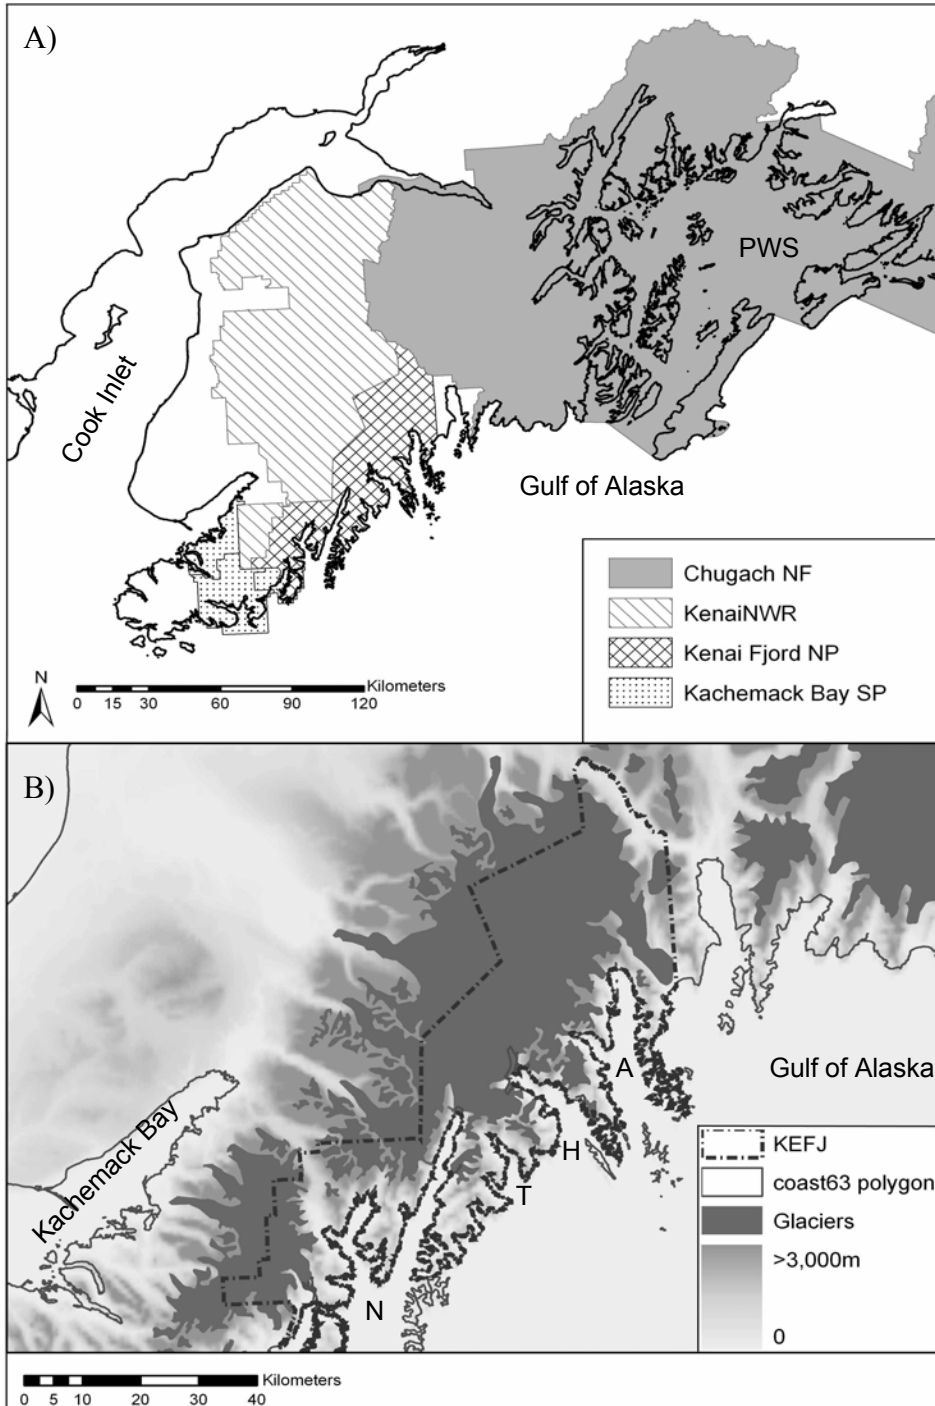 A)
PWS
Cook Inlet
Gulf of Alaska
Chugach NF
KenaiNWR
Kenai Fjord NP
Kachemack Bay SP
N
Kilometers
0 15 30 60 90 120
B)
A
Gulf of Alaska
Kachemack Bay
H
T
N
KEFJ
coast63 polygon
Glaciers
>3,000m
0
Kilometers
0 5 10 20 30 40